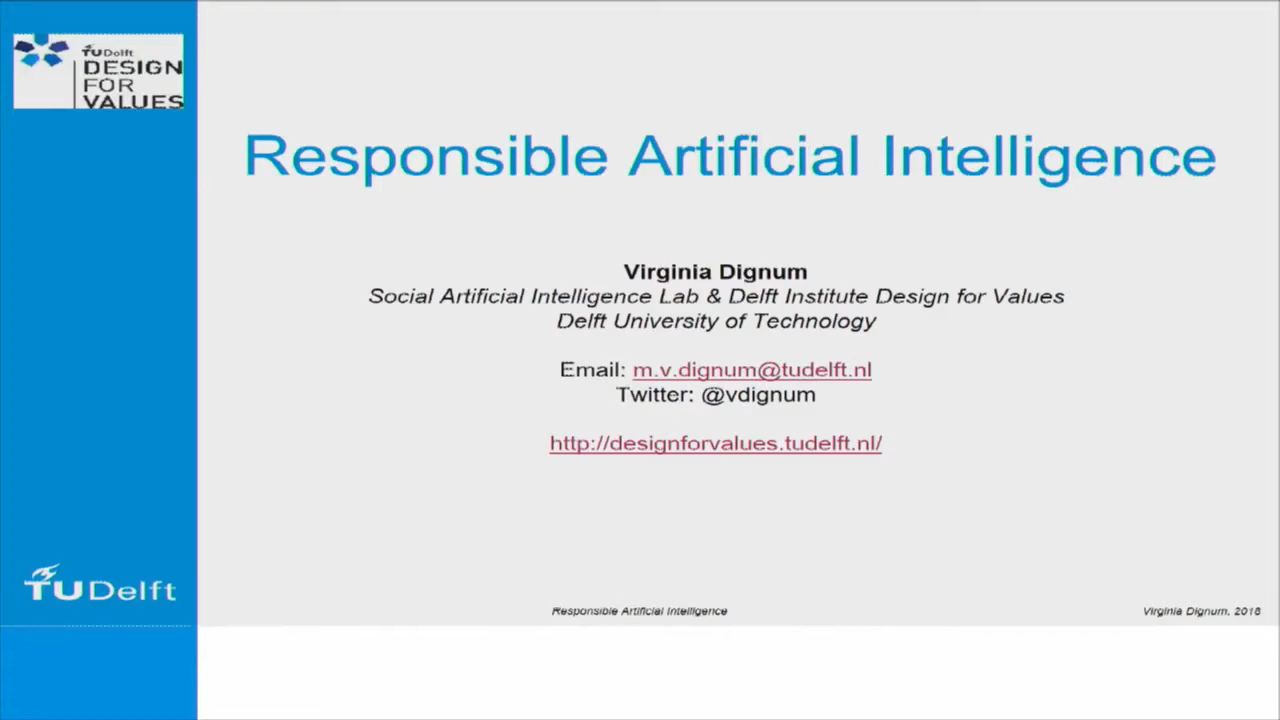 TUDelft
DESIGN
FOR
VALUES
Responsible Artificial Intelligence
Virginia Dignum
Social Artificial Intelligence Lab & Delft Institute Design for Values
Delft University of Technology
Email: m.v.dignum@tudelft.nl
Twitter: @vdignum
http://designforvalues.tudelft.nl/
TUDelft
Responsible Artificial Intelligence
Virginia Dignum, 2016